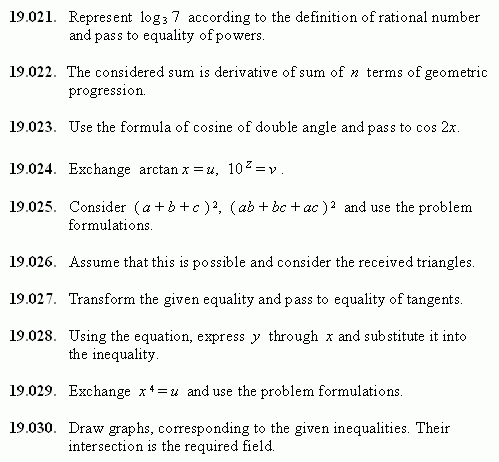 19.021. Represent log₃ 7 according to the definition of rational number
and pass to equality of powers.
19.022. The considered sum is derivative of sum of n terms of geometric
progression.
19.023. Use the formula of cosine of double angle and pass to cos 2x.
19.024. Exchange arctan x = u, 10ᶻ = v .
19.025. Consider ( a + b + c )², ( ab + bc + ac )² and use the problem
formulations.
19.026. Assume that this is possible and consider the received triangles.
19.027. Transform the given equality and pass to equality of tangents.
19.028. Using the equation, express y through x and substitute it into
the inequality.
19.029. Exchange x⁴ = u and use the problem formulations.
19.030. Draw graphs, corresponding to the given inequalities. Their
intersection is the required field.